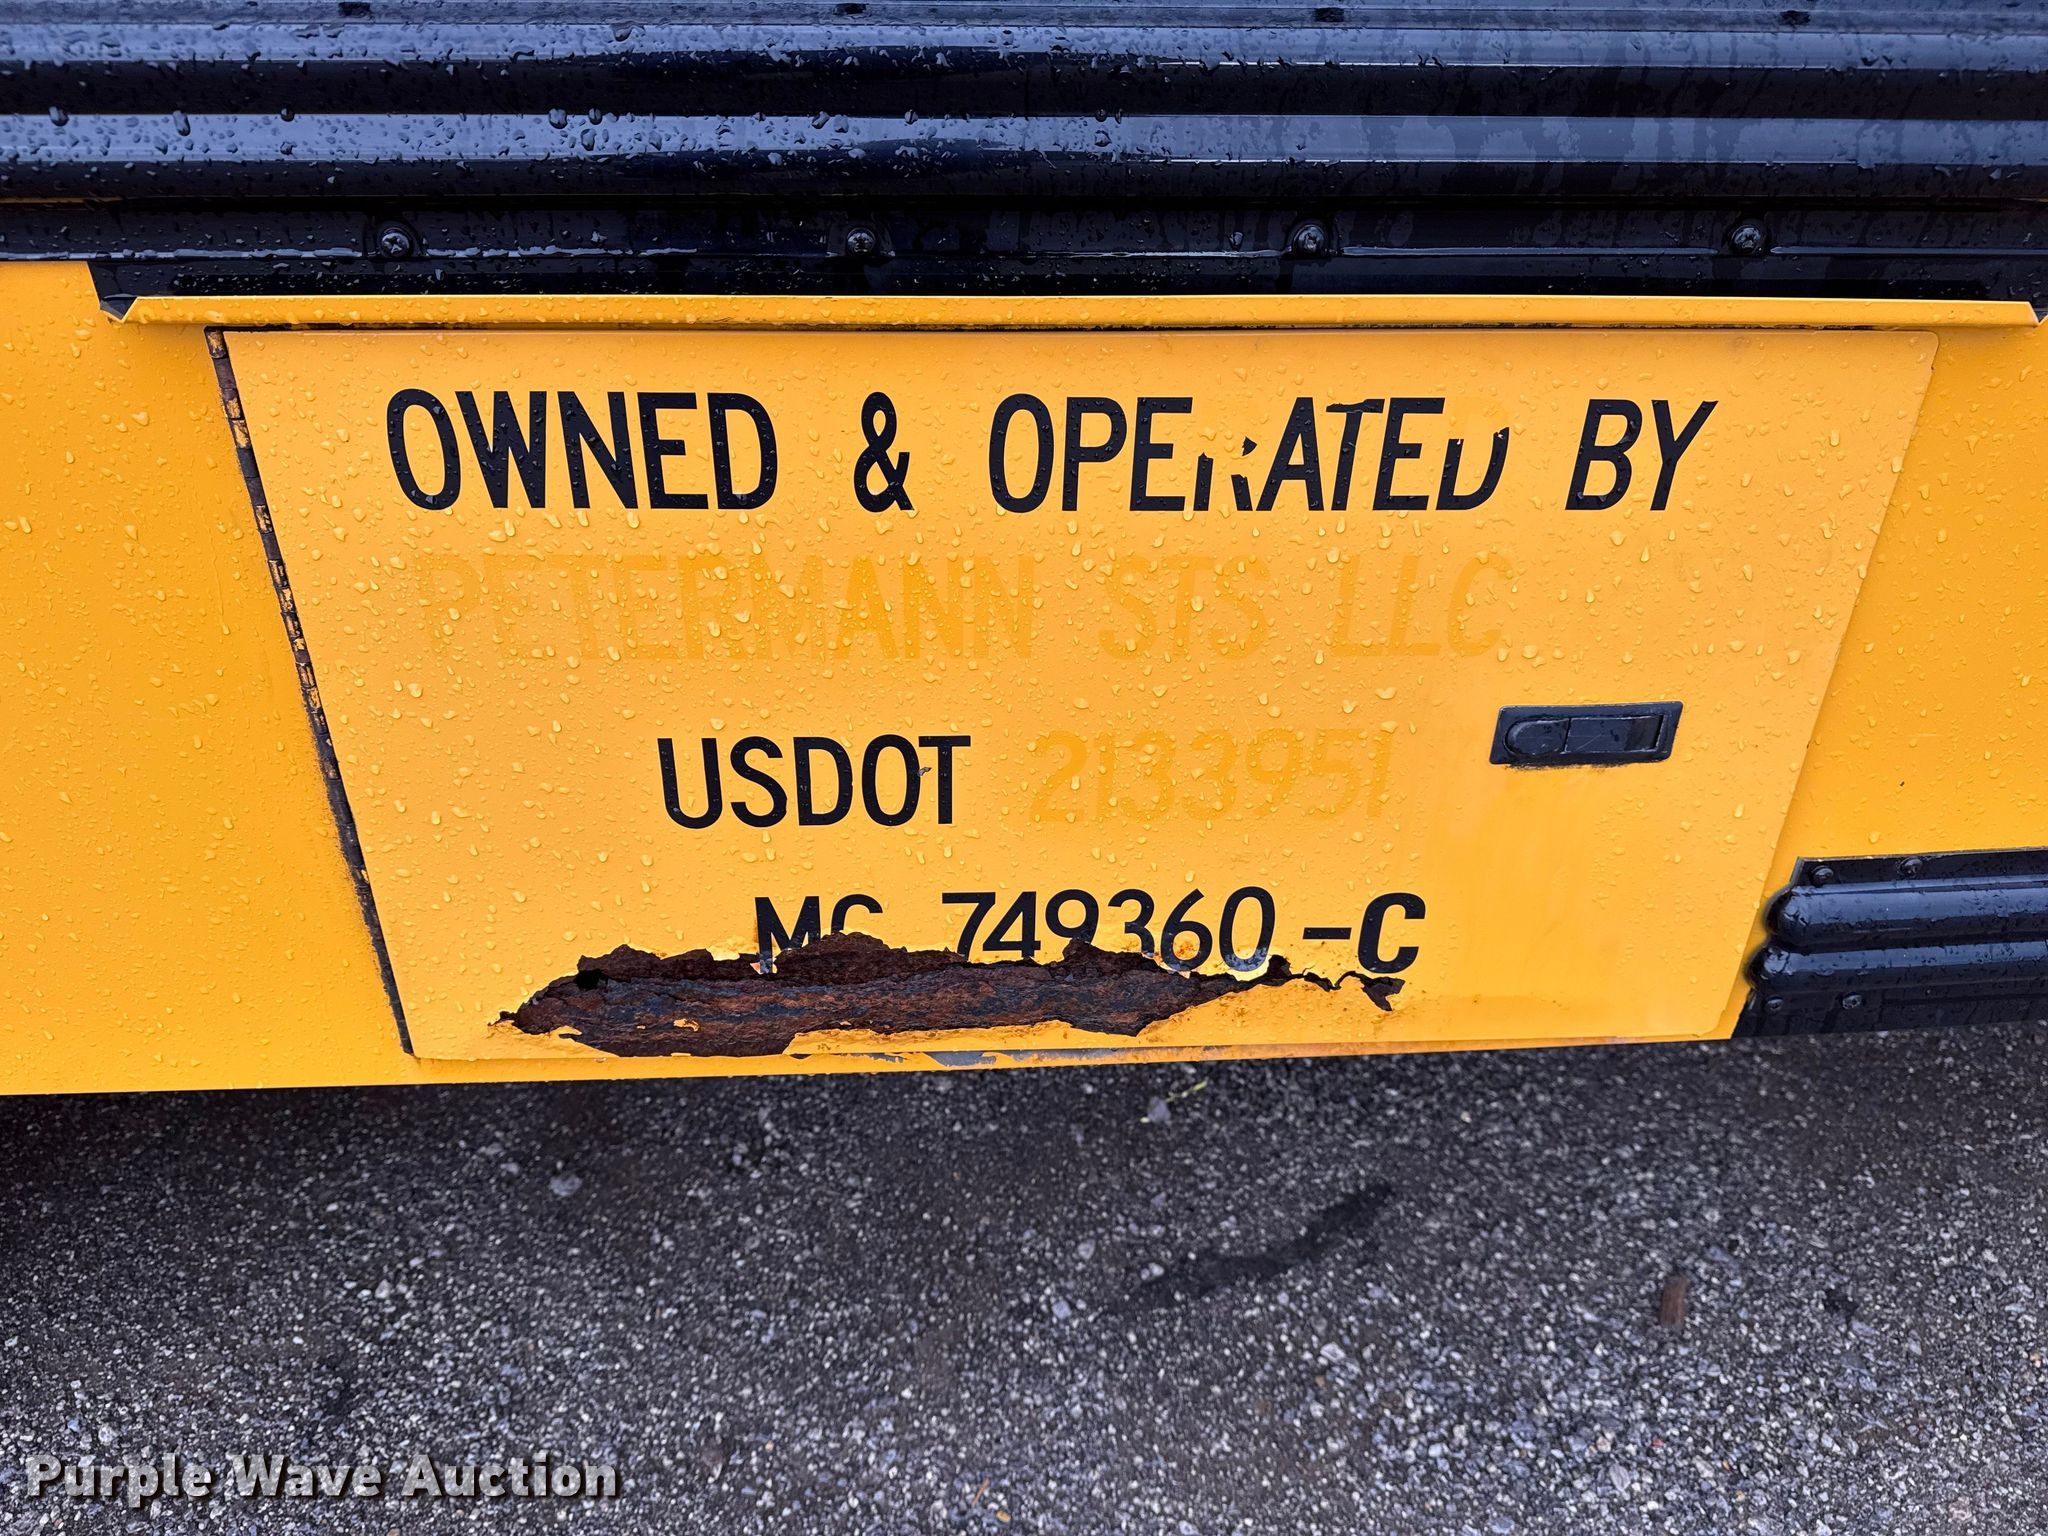 OWNED & OPERATED BY
PETERMANN STS LLC
USDOT 2133951
MC 749360-C
Purple Wave Auction